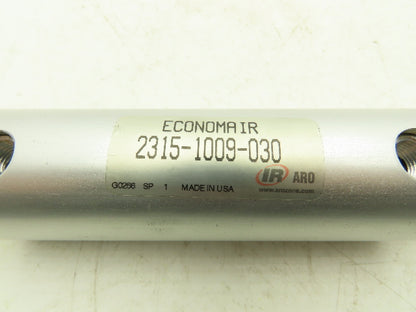 ECONOMAIR
2315-1009-030
IR ARO
G0266 SP 1 MADE IN USA
www.arozone.com